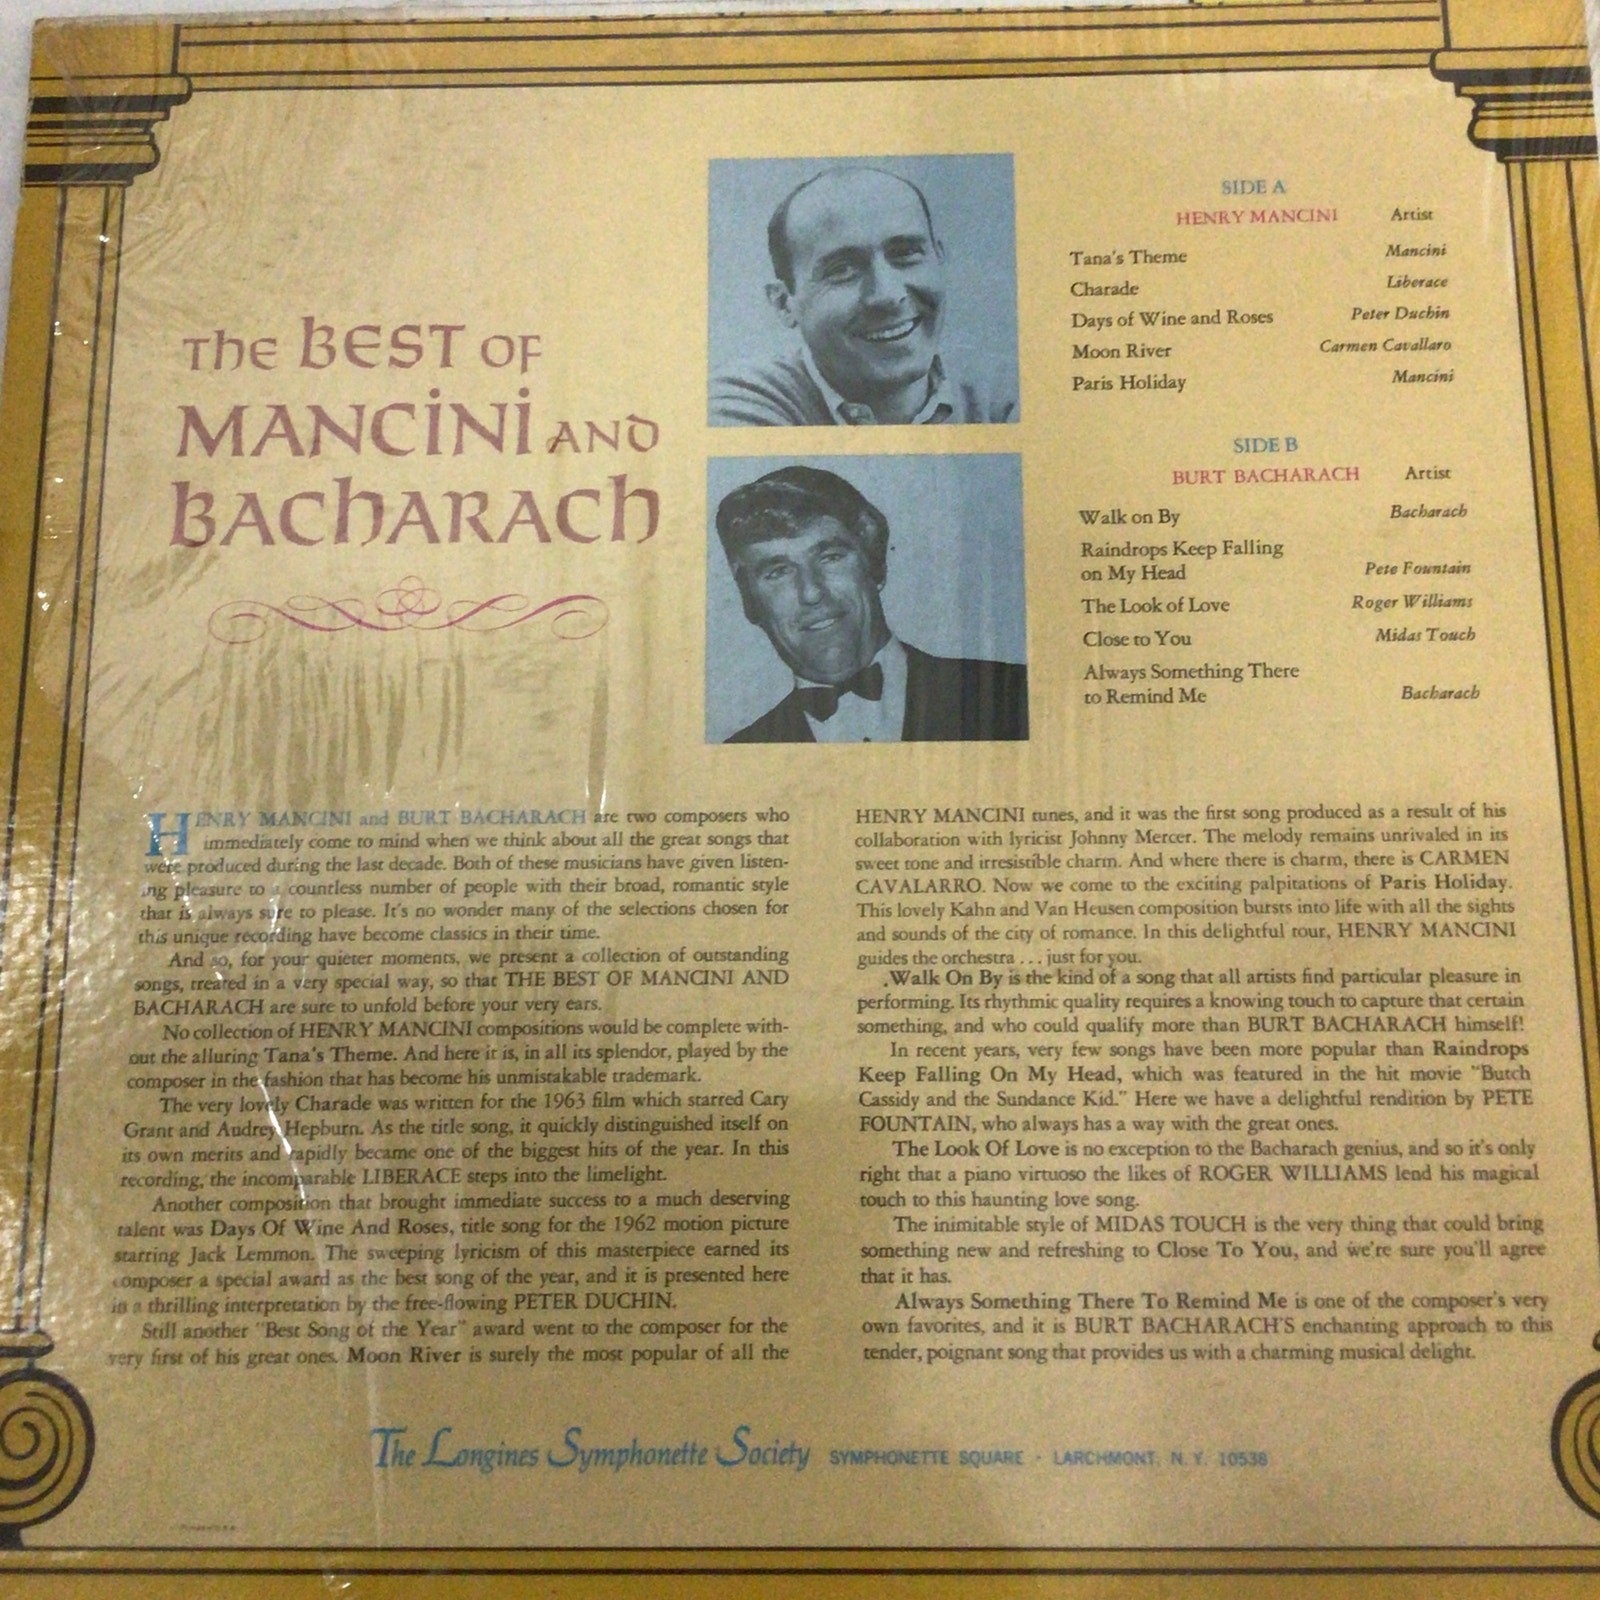 The BEST OF
MANCINI AND
BACHARACH
SIDE A
HENRY MANCINI Artist
Tana's Theme Mancini
Charade Liberace
Days of Wine and Roses Peter Duchin
Moon River Carmen Cavallaro
Paris Holiday Mancini
SIDE B
BURT BACHARACH Artist
Walk on By Bacharach
Raindrops Keep Falling
on My Head Pete Fountain
The Look of Love Roger Williams
Close to You Midas Touch
Always Something There
to Remind Me Bacharach
HENRY MANCINI and BURT BACHARACH are two composers who
immediately come to mind when we think about all the great songs that
were produced during the last decade. Both of these musicians have given listen-
ing pleasure to a countless number of people with their broad, romantic style
that is always sure to please. It's no wonder many of the selections chosen for
this unique recording have become classics in their time.
And so, for your quieter moments, we present a collection of outstanding
songs, treated in a very special way, so that THE BEST OF MANCINI AND
BACHARACH are sure to unfold before your very ears.
No collection of HENRY MANCINI compositions would be complete with-
out the alluring Tana's Theme. And here it is, in all its splendor, played by the
composer in the fashion that has become his unmistakable trademark.
The very lovely Charade was written for the 1963 film which starred Cary
Grant and Audrey Hepburn. As the title song, it quickly distinguished itself on
its own merits and rapidly became one of the biggest hits of the year. In this
recording, the incomparable LIBERACE steps into the limelight.
Another composition that brought immediate success to a much deserving
talent was Days Of Wine And Roses, title song for the 1962 motion picture
starring Jack Lemmon. The sweeping lyricism of this masterpiece earned its
composer a special award as the best song of the year, and it is presented here
in a thrilling interpretation by the free-flowing PETER DUCHIN.
Still another "Best Song of the Year" award went to the composer for the
very first of his great ones. Moon River is surely the most popular of all the
HENRY MANCINI tunes, and it was the first song produced as a result of his
collaboration with lyricist Johnny Mercer. The melody remains unrivaled in its
sweet tone and irresistible charm. And where there is charm, there is CARMEN
CAVALARRO. Now we come to the exciting palpitations of Paris Holiday.
This lovely Kahn and Van Heusen composition bursts into life with all the sights
and sounds of the city of romance. In this delightful tour, HENRY MANCINI
guides the orchestra . . . just for you.
Walk On By is the kind of a song that all artists find particular pleasure in
performing. Its rhythmic quality requires a knowing touch to capture that certain
something, and who could qualify more than BURT BACHARACH himself!
In recent years, very few songs have been more popular than Raindrops
Keep Falling On My Head, which was featured in the hit movie "Butch
Cassidy and the Sundance Kid." Here we have a delightful rendition by PETE
FOUNTAIN, who always has a way with the great ones.
The Look Of Love is no exception to the Bacharach genius, and so it's only
right that a piano virtuoso the likes of ROGER WILLIAMS lend his magical
touch to this haunting love song.
The inimitable style of MIDAS TOUCH is the very thing that could bring
something new and refreshing to Close To You, and we're sure you'll agree
that it has.
Always Something There To Remind Me is one of the composer's very
own favorites, and it is BURT BACHARACH'S enchanting approach to this
tender, poignant song that provides us with a charming musical delight.
The Longines Symphonette Society SYMPHONETTE SQUARE · LARCHMONT, N. Y. 10538